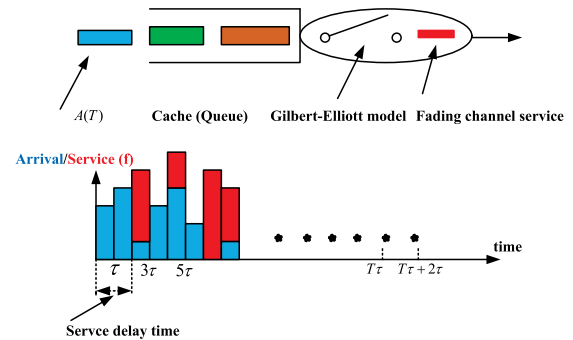 A(T)
Cache (Queue)
Gilbert-Elliott model
Fading channel service
Arrival/Service (f)
time
τ
3τ
5τ
Tτ
Tτ+2τ
Servce delay time